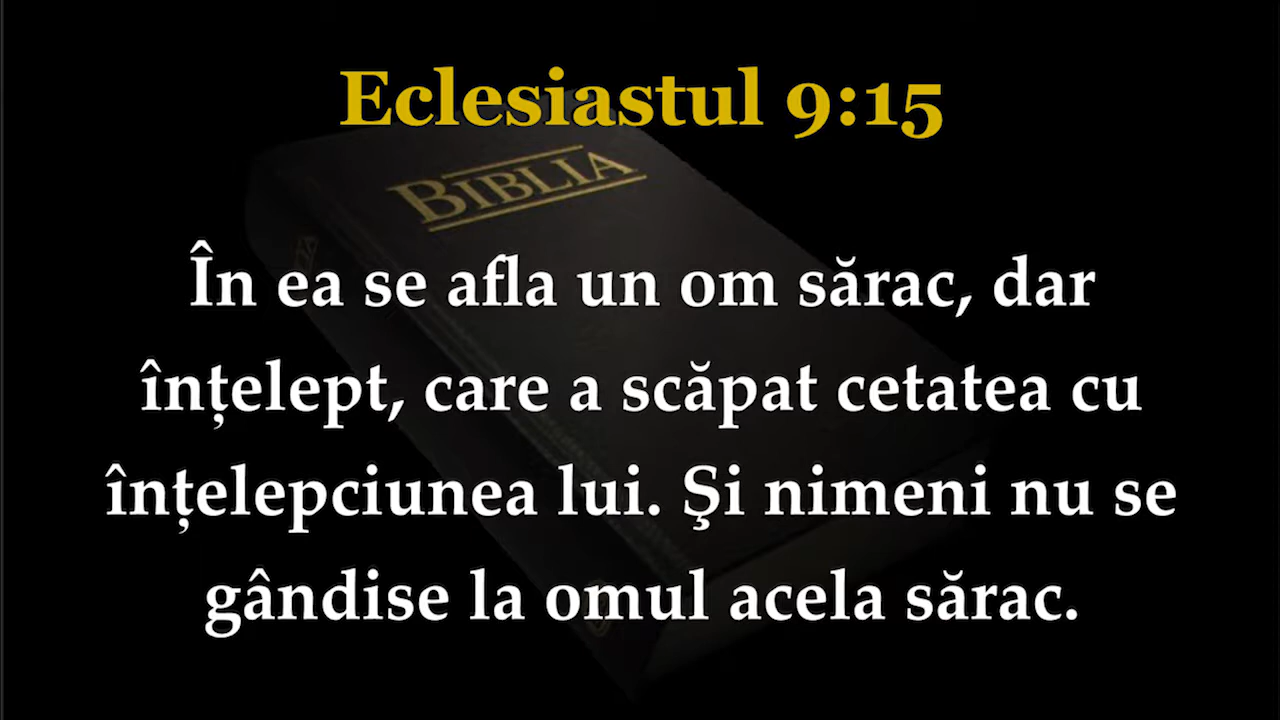 Eclesiastul 9:15
BIBLIA
În ea se afla un om sărac, dar
înțelept, care a scăpat cetatea cu
înțelepciunea lui. Şi nimeni nu se
gândise la omul acela sărac.